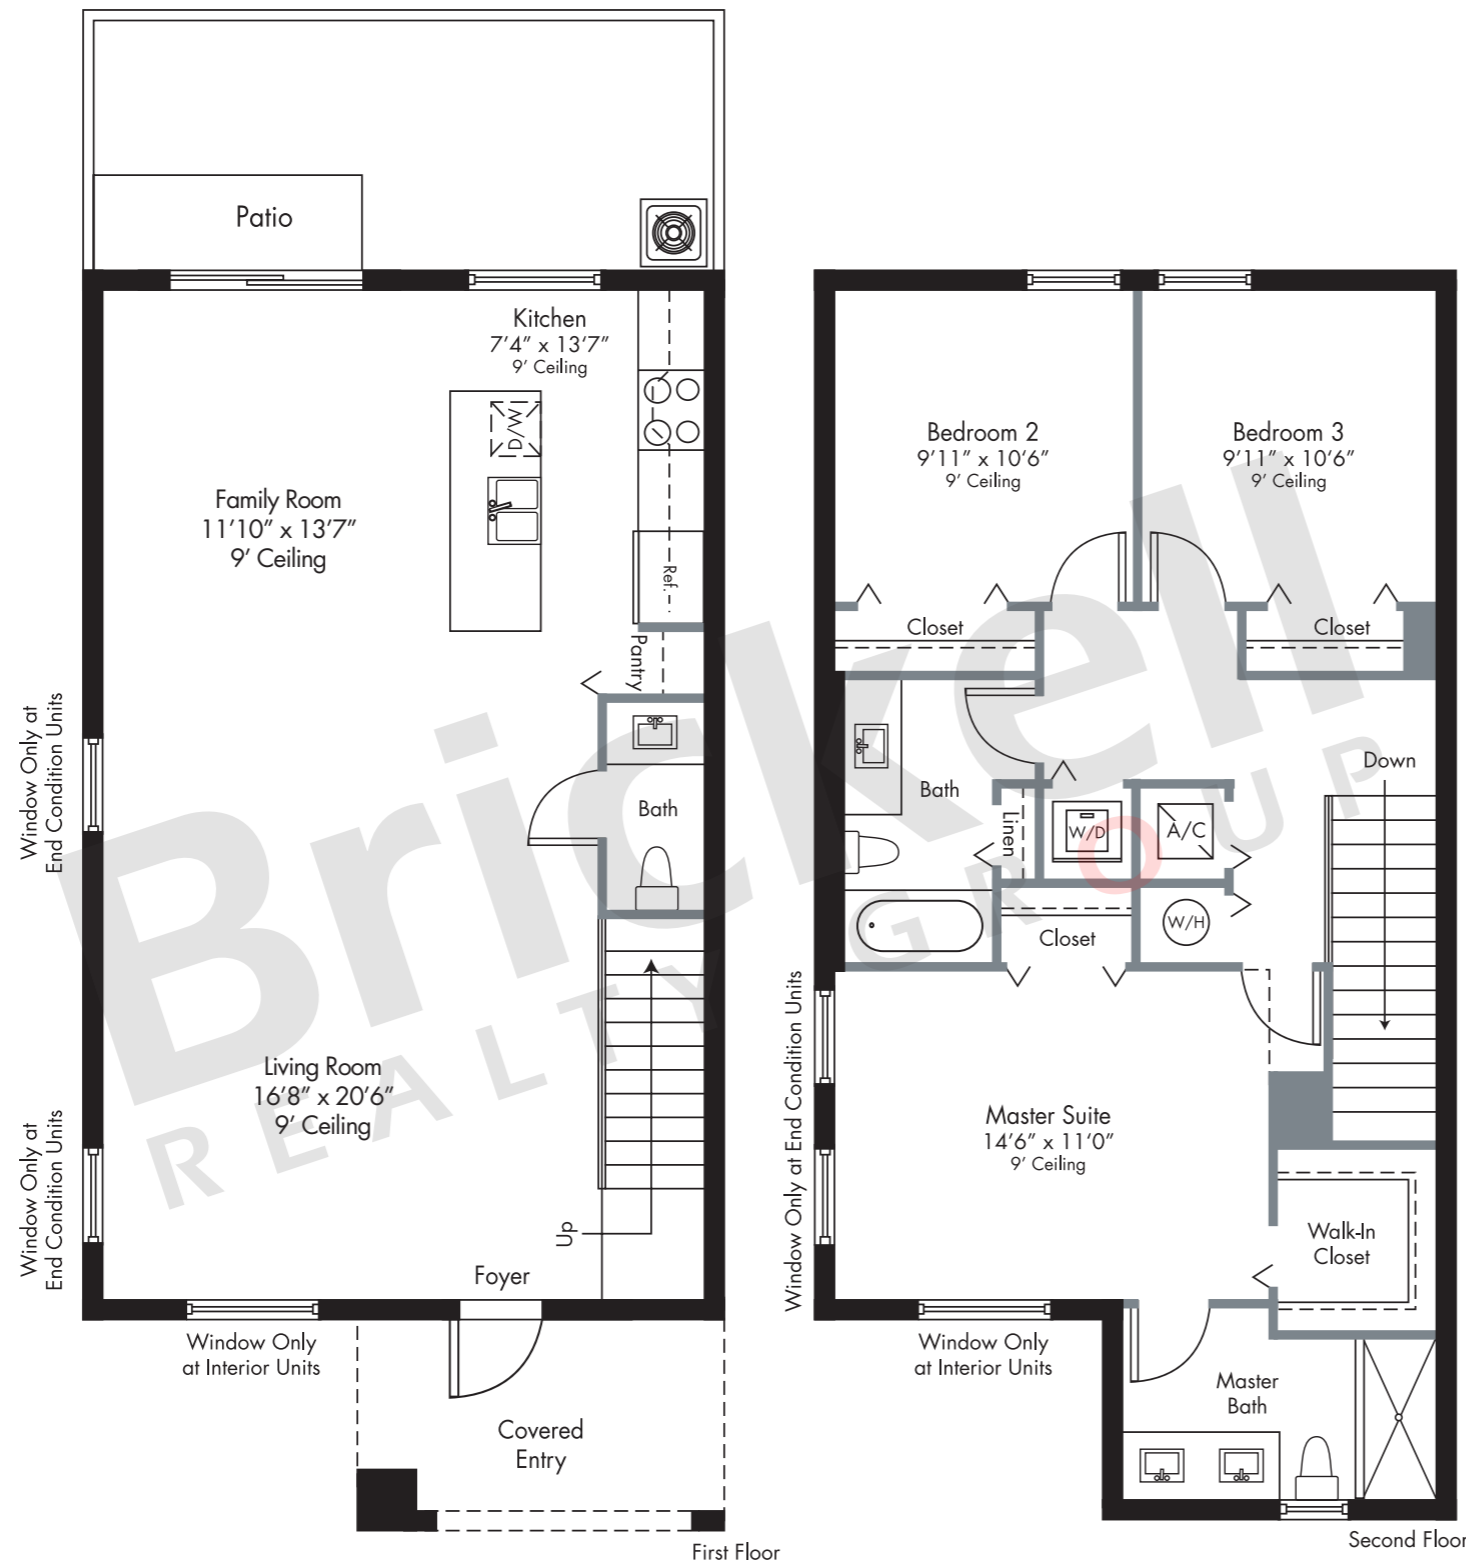 Patio
Kitchen
7'4" x 13'7"
9' Ceiling
D/W
Family Room
11'10" x 13'7"
9' Ceiling
Ref.
Pantry
Window Only at
End Condition Units
Bath
Living Room
16'8" x 20'6"
9' Ceiling
Window Only at
End Condition Units
Up
Foyer
Window Only
at Interior Units
Covered
Entry
First Floor
Bedroom 2
9'11" x 10'6"
9' Ceiling
Bedroom 3
9'11" x 10'6"
9' Ceiling
Closet
Closet
Down
Bath
Linen
W/D
A/C
W/H
Closet
Window Only at End Condition Units
Master Suite
14'6" x 11'0"
9' Ceiling
Walk-In
Closet
Window Only
at Interior Units
Master
Bath
Second Floor
Brickell
REALTY GROUP